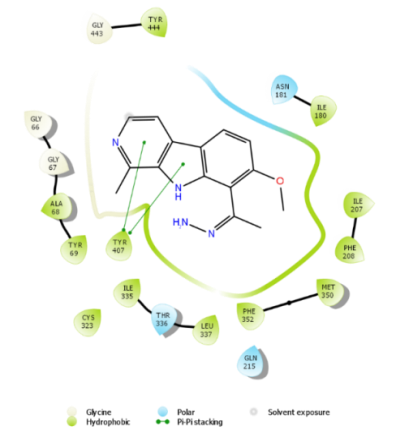 GLY
443
TYR
444
ASN
181
ILE
180
GLY
66
GLY
67
ALA
68
TYR
69
N
N
H
O
H₂N
N
TYR
407
ILE
207
PHE
208
ILE
335
CYS
323
THR
336
LEU
337
PHE
352
MET
350
GLN
215
Glycine
Polar
Solvent exposure
Hydrophobic
Pi-Pi stacking